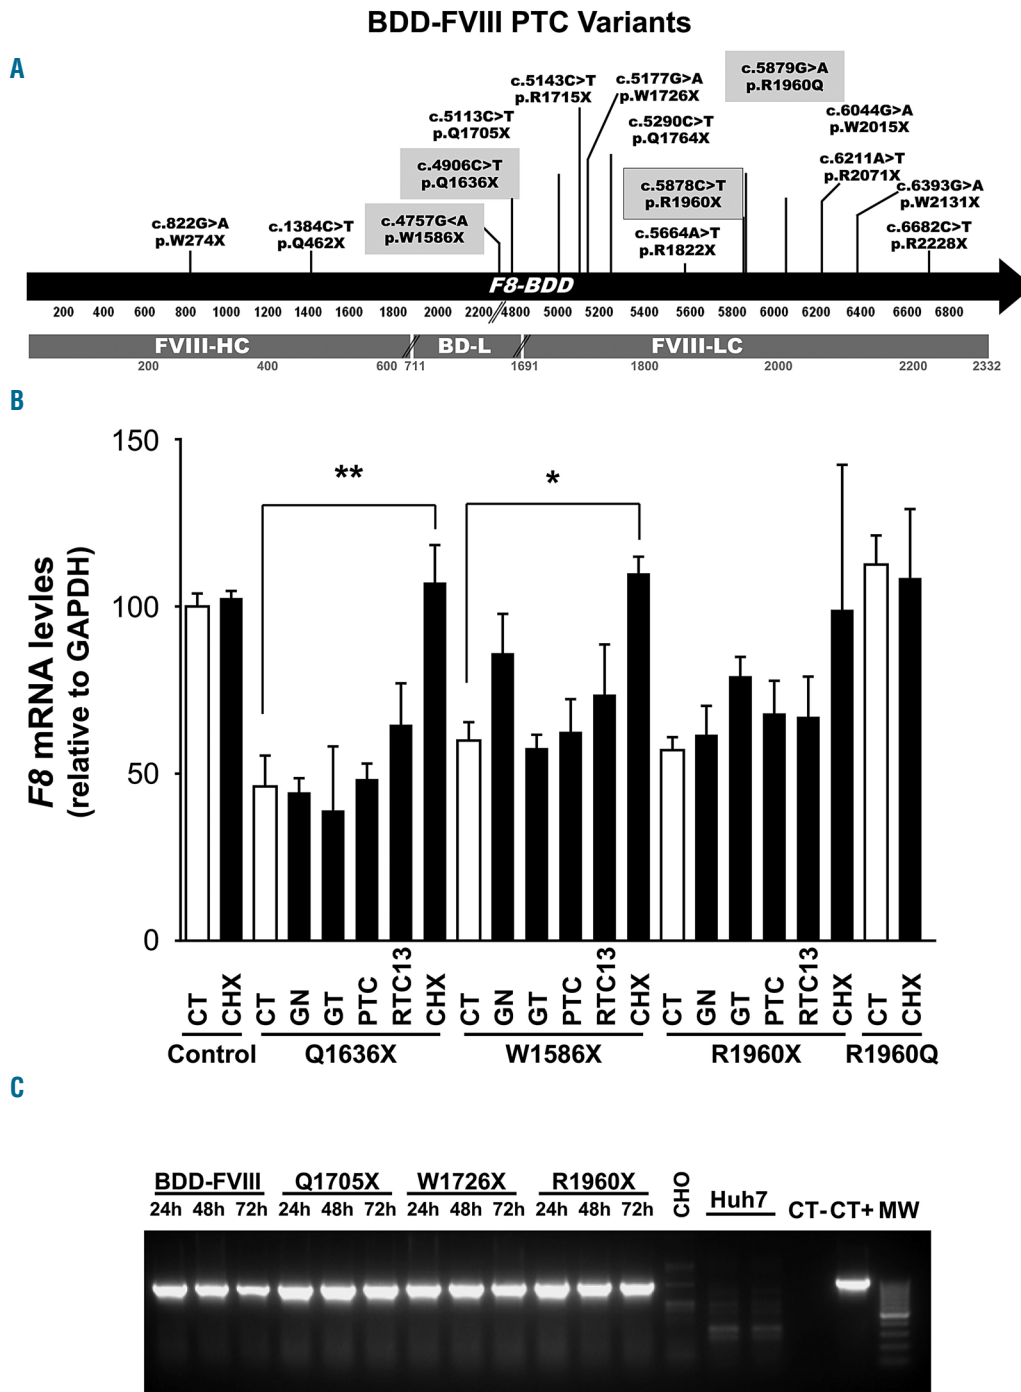 BDD-FVIII PTC Variants
A
c.5879G>A
p.R1960Q
c.5143C>T
p.R1715X
c.5177G>A
p.W1726X
c.5113C>T
p.Q1705X
c.5290C>T
p.Q1764X
c.6044G>A
p.W2015X
c.4906C>T
p.Q1636X
c.5878C>T
p.R1960X
c.6211A>T
p.R2071X
c.6393G>A
p.W2131X
c.822G>A
p.W274X
c.1384C>T
p.Q462X
c.4757G<A
p.W1586X
c.5664A>T
p.R1822X
c.6682C>T
p.R2228X
F8-BDD
200 400 600 800 1000 1200 1400 1600 1800 2000 2200 4800 5000 5200 5400 5600 5800 6000 6200 6400 6600 6800
FVIII-HC BD-L FVIII-LC
200 400 600 711 1691 1800 2000 2200 2332
B
F8 mRNA levles
(relative to GAPDH)
150
100
50
0
** *
CT CHX CT GN GT PTC RTC13 CHX CT GN GT PTC RTC13 CHX CT GN GT PTC RTC13 CHX CT CHX
Control Q1636X W1586X R1960X R1960Q
C
BDD-FVIII Q1705X W1726X R1960X CHO Huh7 CT- CT+ MW
24h 48h 72h 24h 48h 72h 24h 48h 72h 24h 48h 72h